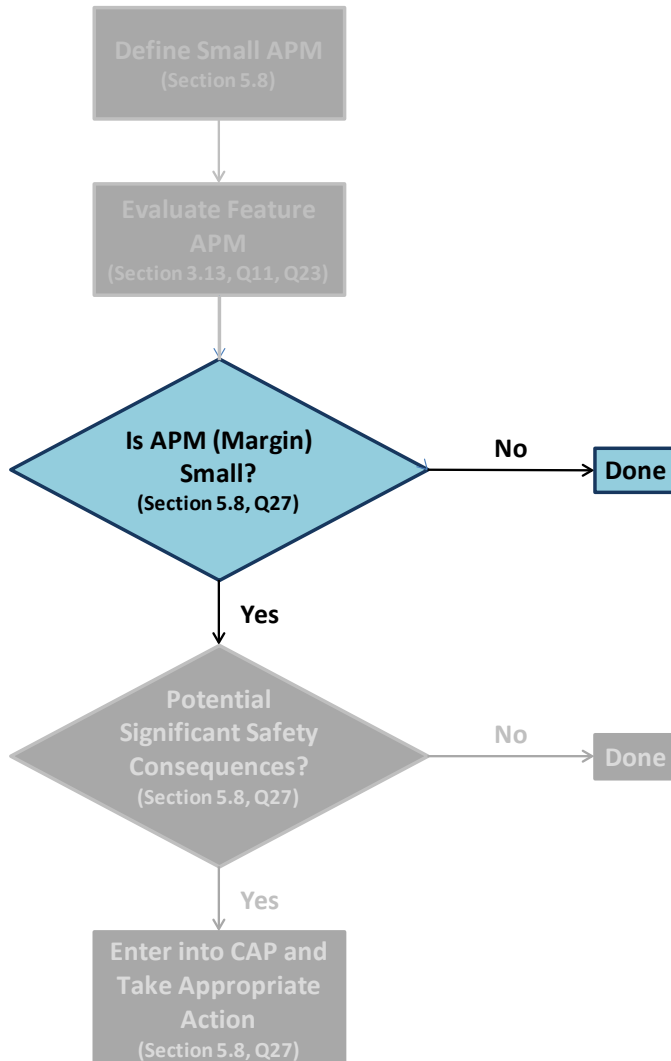 Define Small APM
(Section 5.8)
Evaluate Feature
APM
(Section 3.13, Q11, Q23)
Is APM (Margin)
Small?
(Section 5.8, Q27)
No
Done
Yes
Potential
Significant Safety
Consequences?
(Section 5.8, Q27)
No
Done
Yes
Enter into CAP and
Take Appropriate
Action
(Section 5.8, Q27)